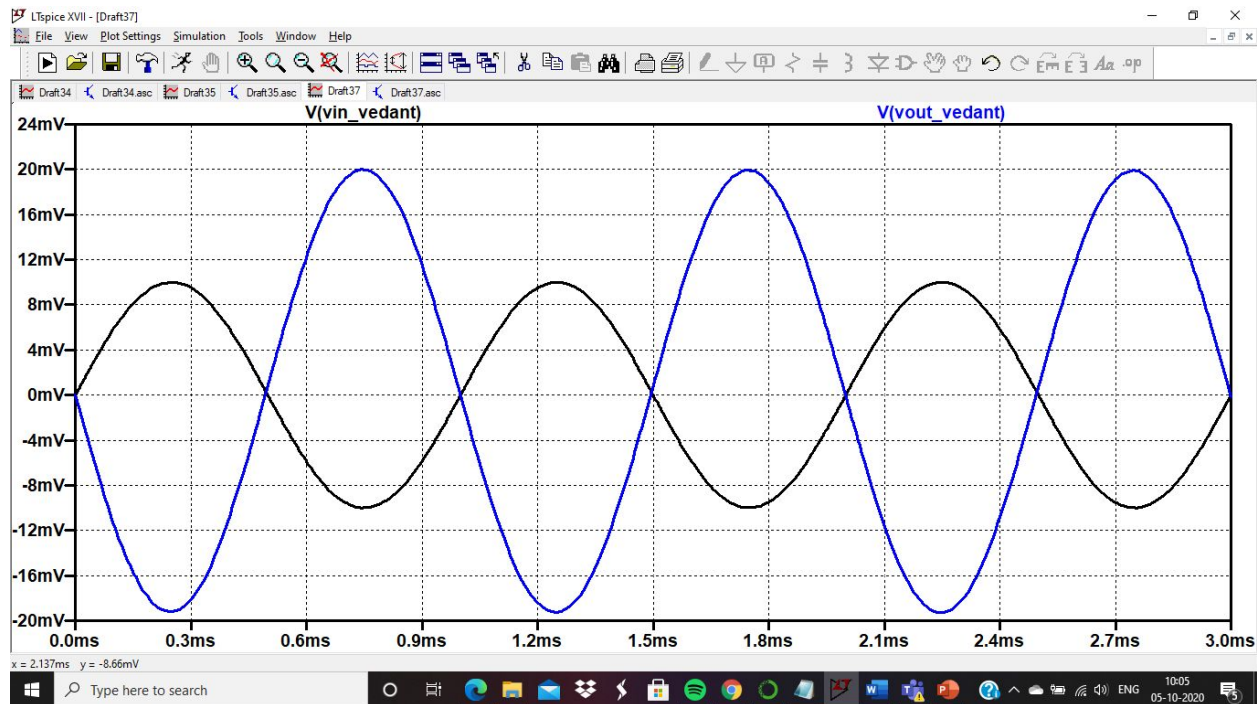 LTspice XVII - [Draft37]
File View Plot Settings Simulation Tools Window Help
Draft34 Draft34.asc Draft35 Draft35.asc Draft37 Draft37.asc
V(vin_vedant) V(vout_vedant)
24mV
20mV
16mV
12mV
8mV
4mV
0mV
-4mV
-8mV
-12mV
-16mV
-20mV
0.0ms 0.3ms 0.6ms 0.9ms 1.2ms 1.5ms 1.8ms 2.1ms 2.4ms 2.7ms 3.0ms
x = 2.137ms y = -8.66mV
Type here to search
ENG
10:05
05-10-2020
5